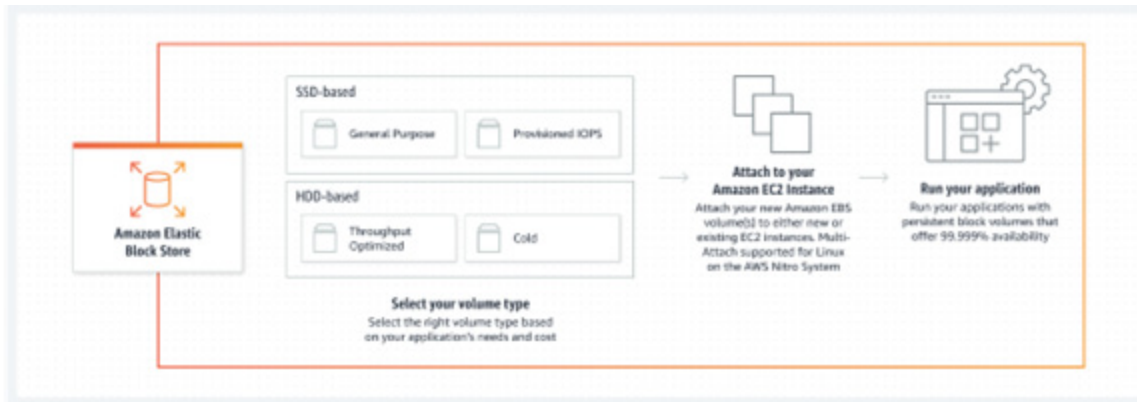 Amazon Elastic
Block Store
SSD-based
General Purpose
Provisioned IOPS
HDD-based
Throughput
Optimized
Cold
Select your volume type
Select the right volume type based
on your application's needs and cost
Attach to your
Amazon EC2 Instance
Attach your new Amazon EBS
volume(s) to either new or
existing EC2 instances. Multi-
Attach supported for Linux
on the AWS Nitro System
Run your application
Run your applications with
persistent block volumes that
offer 99.999% availability